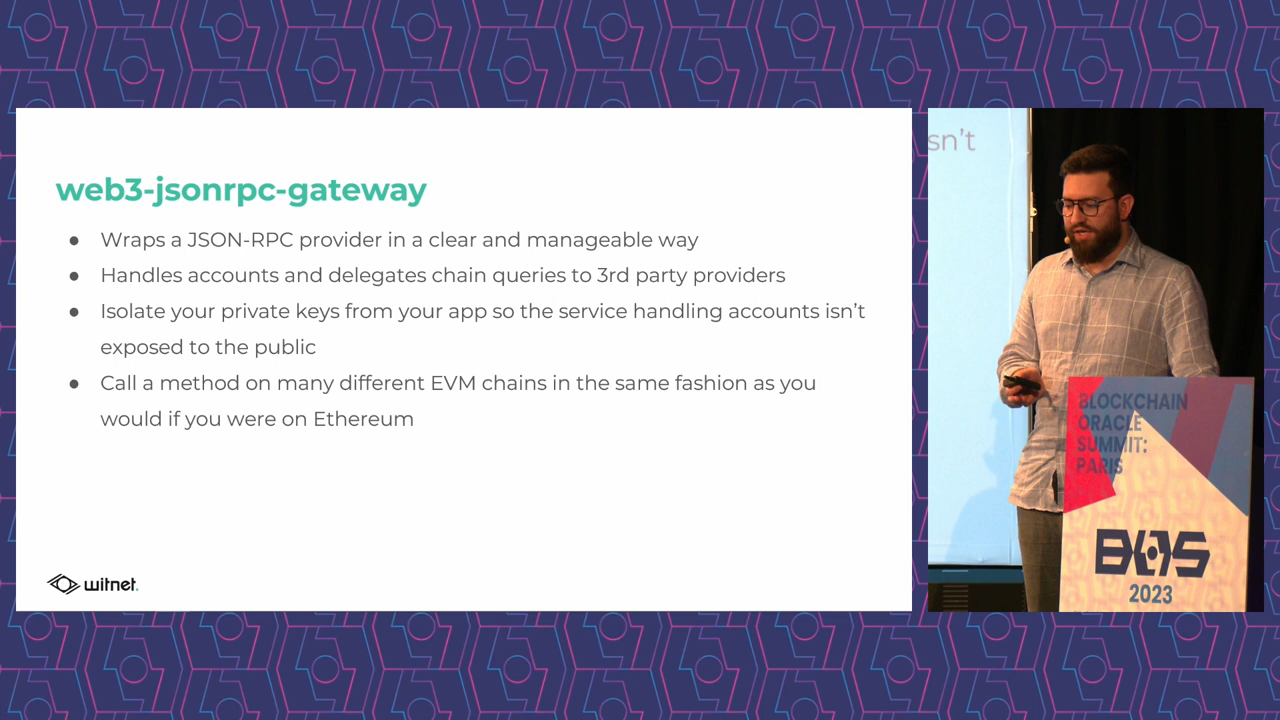 web3-jsonrpc-gateway
● Wraps a JSON-RPC provider in a clear and manageable way
● Handles accounts and delegates chain queries to 3rd party providers
● Isolate your private keys from your app so the service handling accounts isn’t
exposed to the public
● Call a method on many different EVM chains in the same fashion as you
would if you were on Ethereum
witnet.
sn’t
BLOCKCHAIN
ORACLE
SUMMIT:
PARIS
BOS
2023